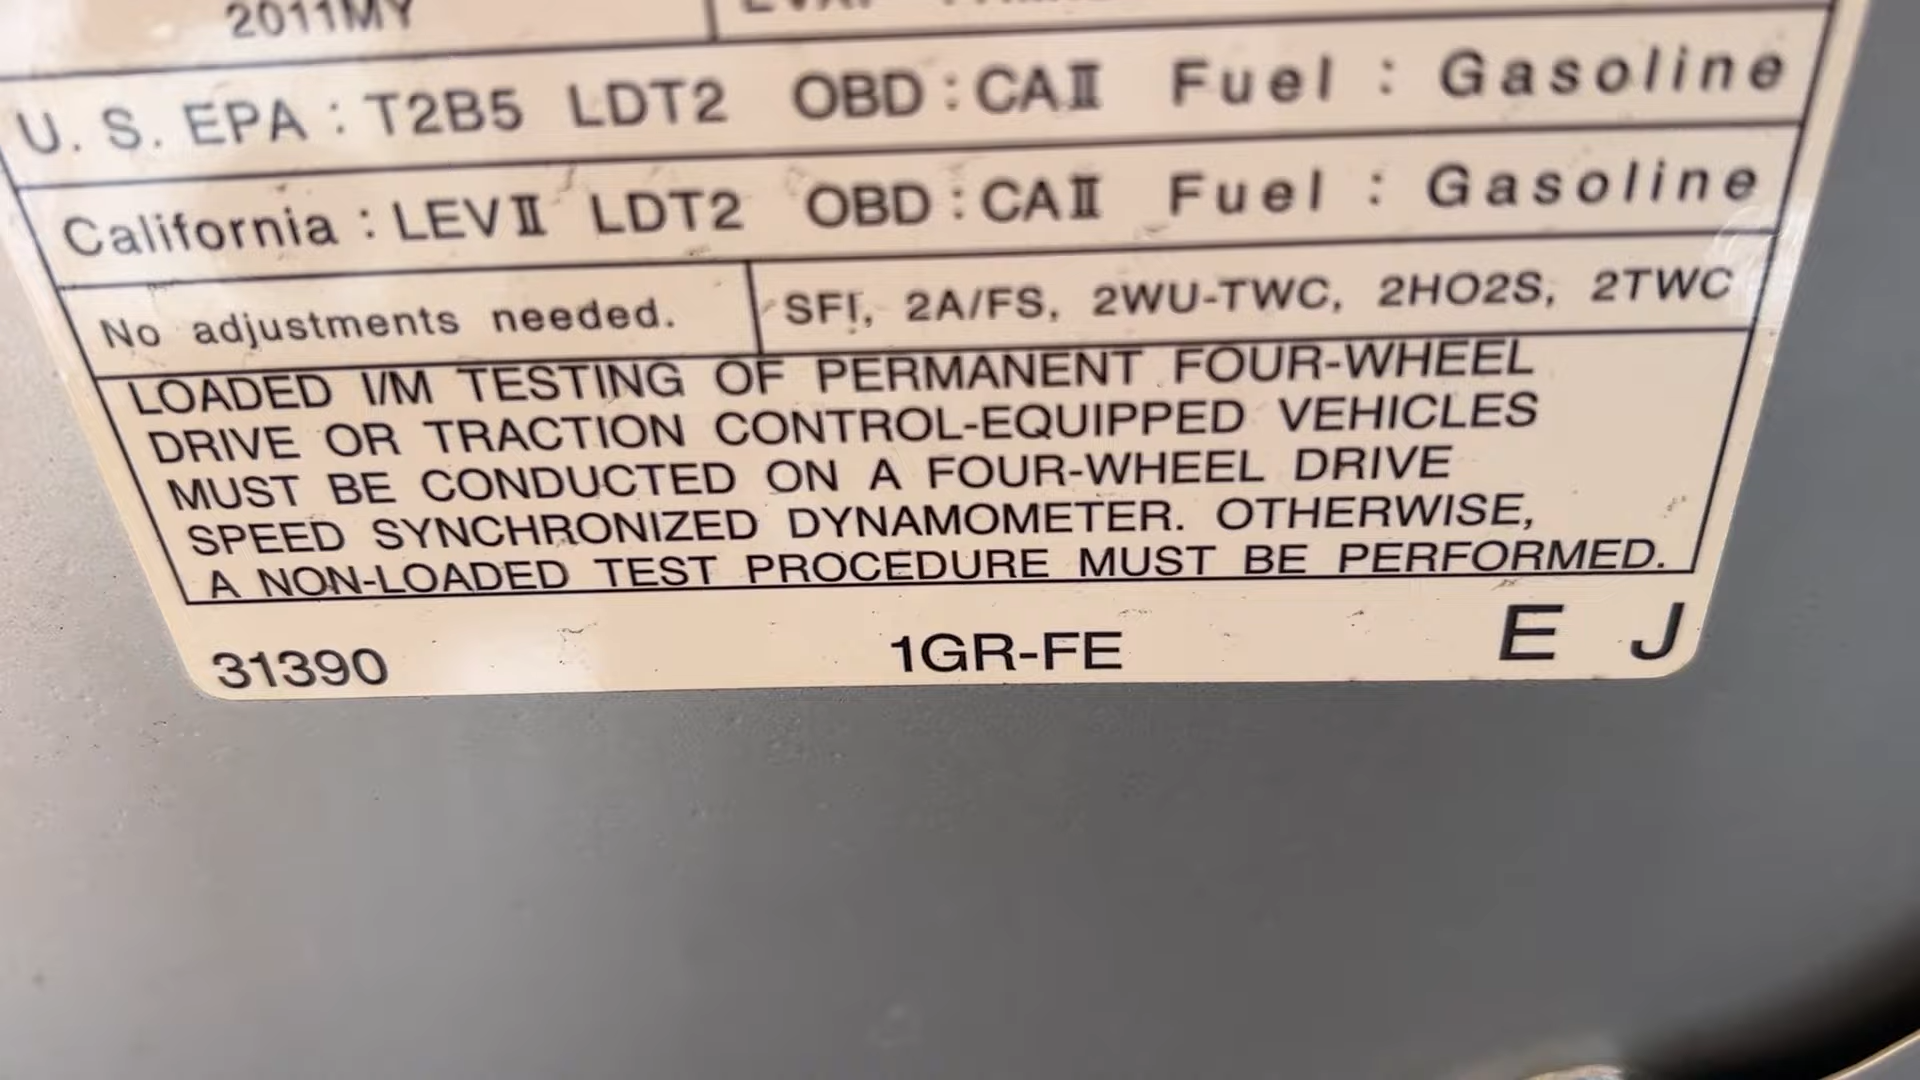 2011MY
U. S. EPA : T2B5 LDT2 OBD : CAⅡ Fuel : Gasoline
California : LEVⅡ LDT2 OBD : CAⅡ Fuel : Gasoline
No adjustments needed. SFI, 2A/FS, 2WU-TWC, 2HO2S, 2TWC
LOADED I/M TESTING OF PERMANENT FOUR-WHEEL
DRIVE OR TRACTION CONTROL-EQUIPPED VEHICLES
MUST BE CONDUCTED ON A FOUR-WHEEL DRIVE
SPEED SYNCHRONIZED DYNAMOMETER. OTHERWISE,
A NON-LOADED TEST PROCEDURE MUST BE PERFORMED.
31390 1GR-FE E J